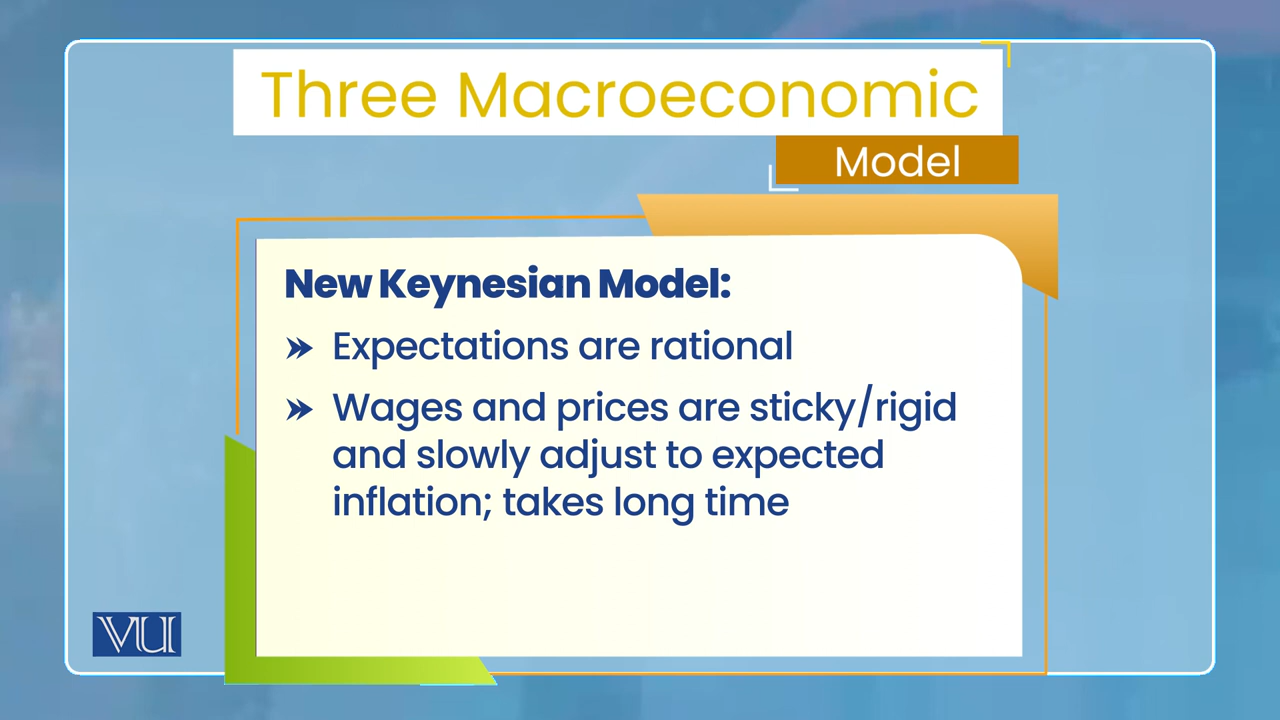 Three Macroeconomic
Model
New Keynesian Model:
Expectations are rational
Wages and prices are sticky/rigid
and slowly adjust to expected
inflation; takes long time
VU